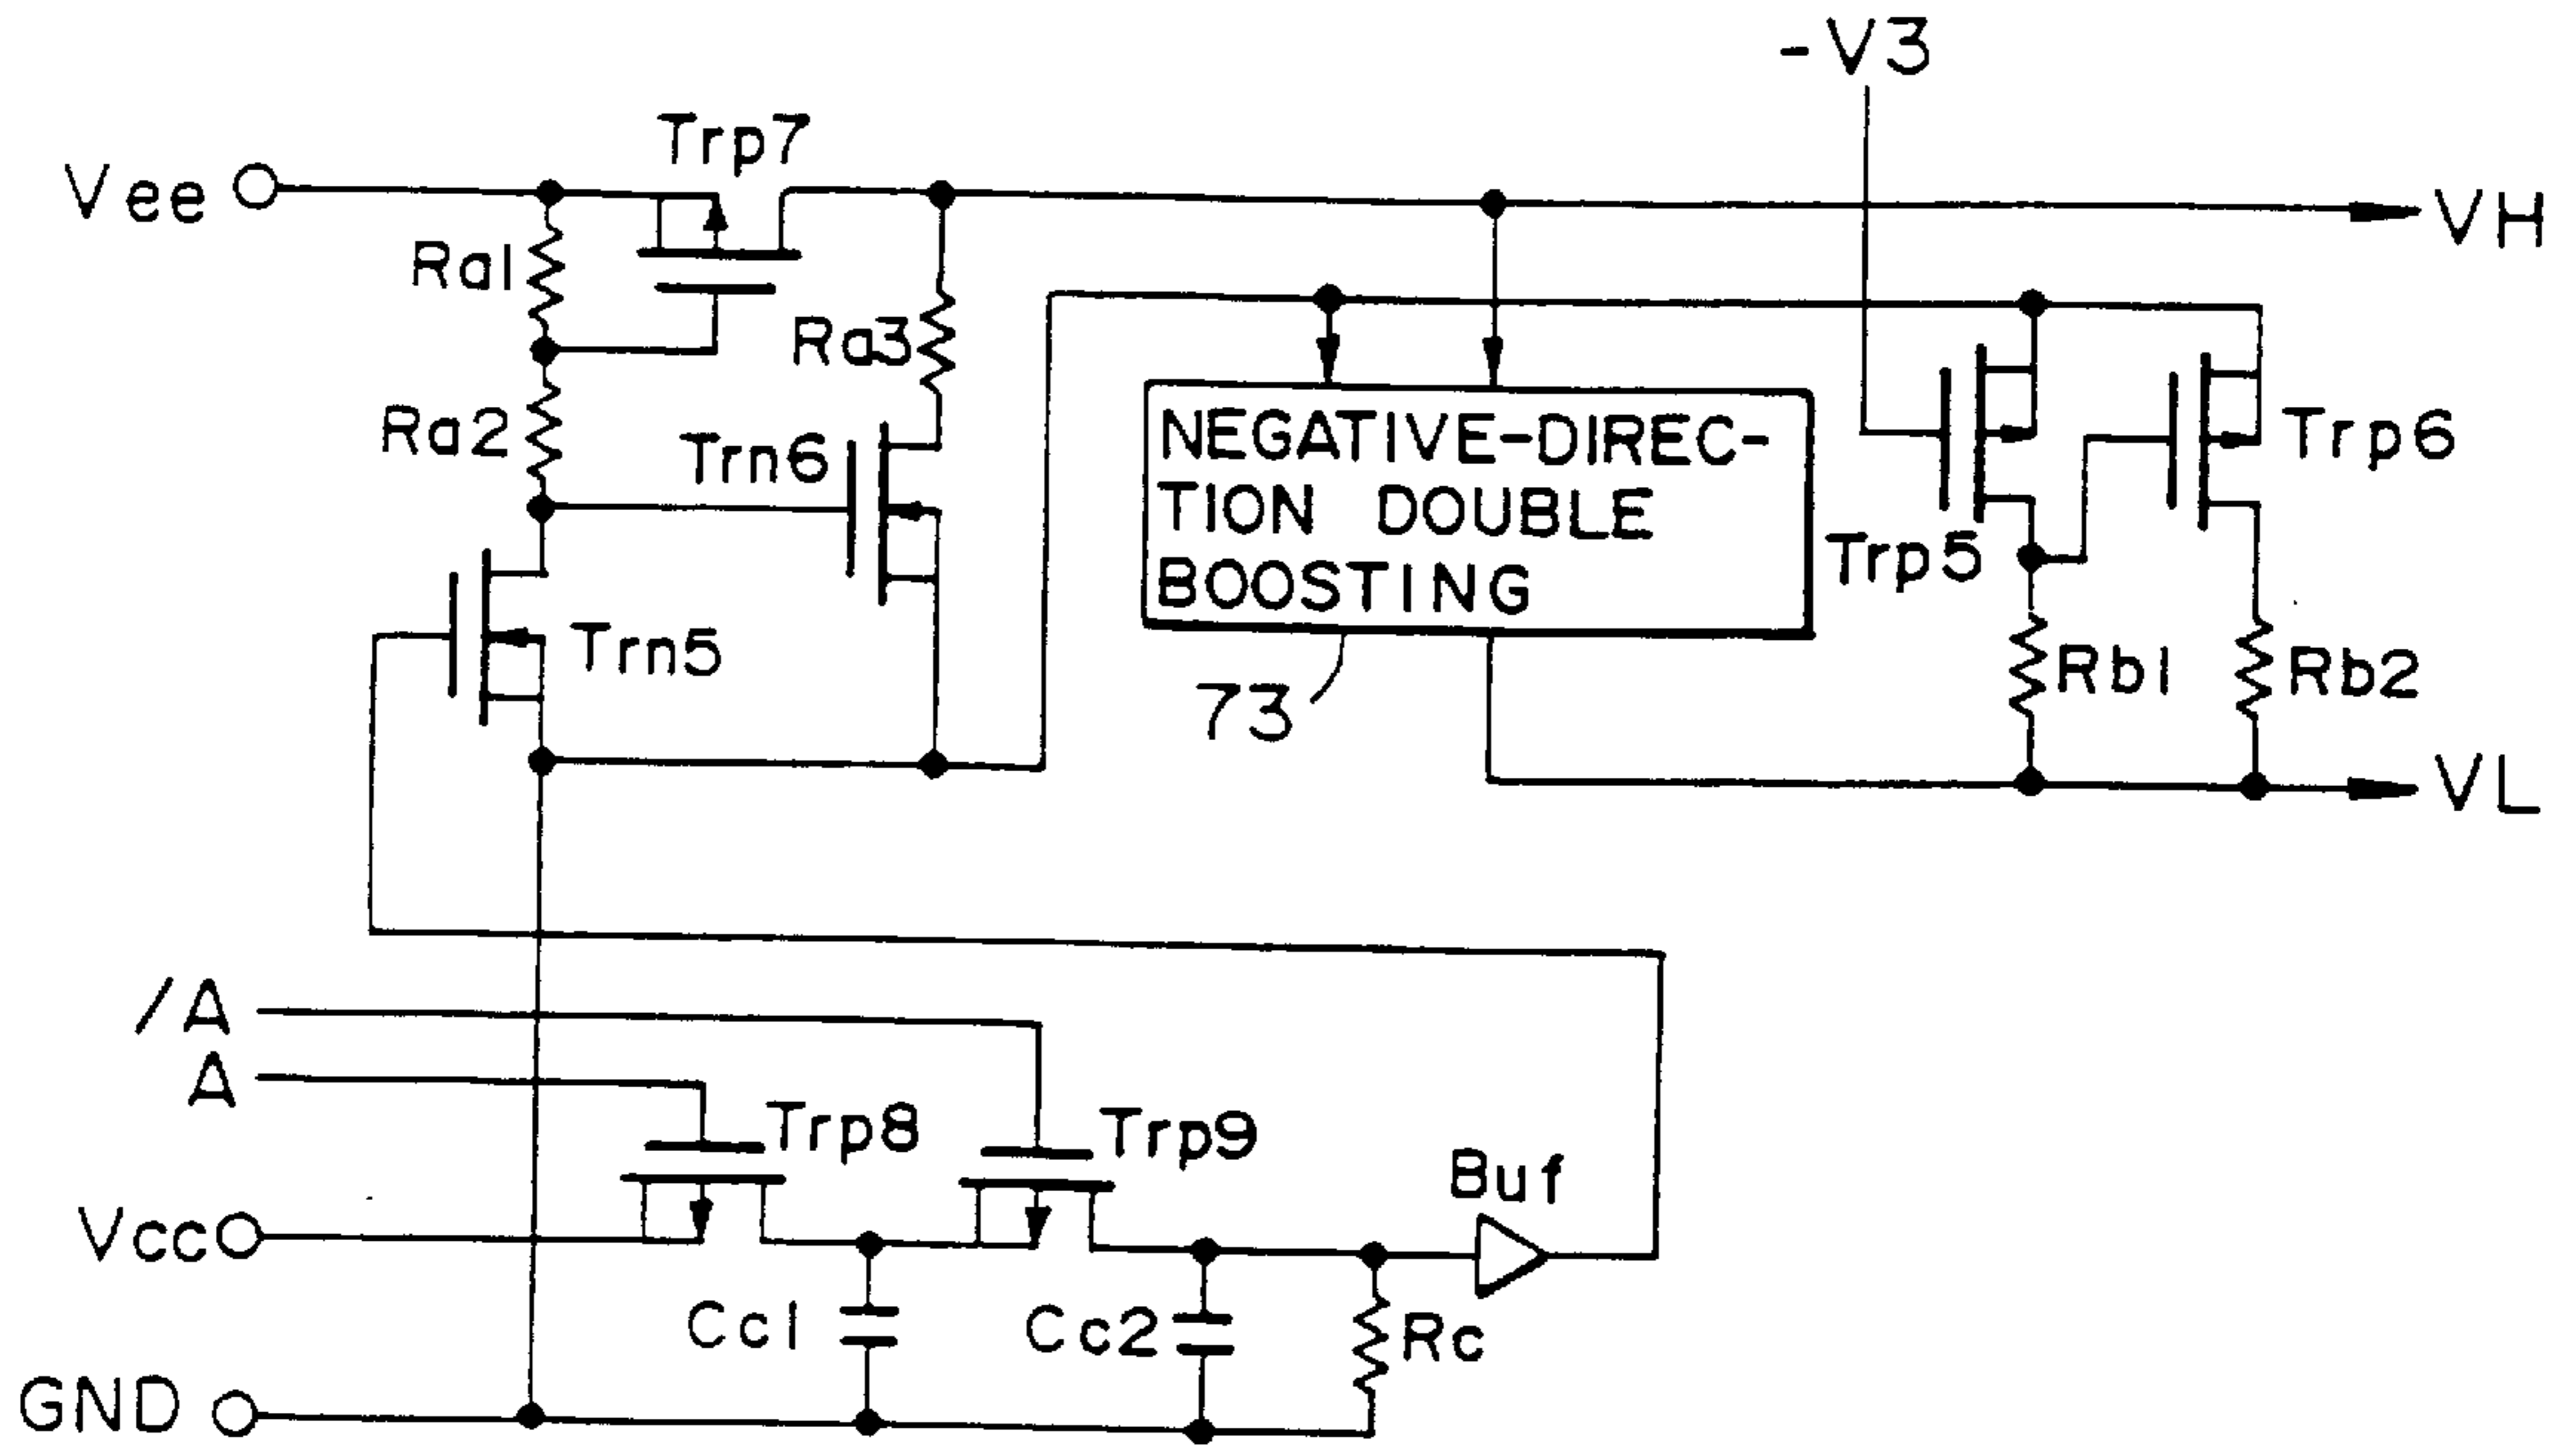 -V3
Trp7
Vee
VH
Ra1
Ra3
Ra2
Trn6
NEGATIVE-DIREC-
TION DOUBLE
BOOSTING
Trp6
Trp5
Trn5
Rb1
Rb2
73
VL
/A
A
Trp8
Trp9
Buf
Vcc
Cc1
Cc2
Rc
GND